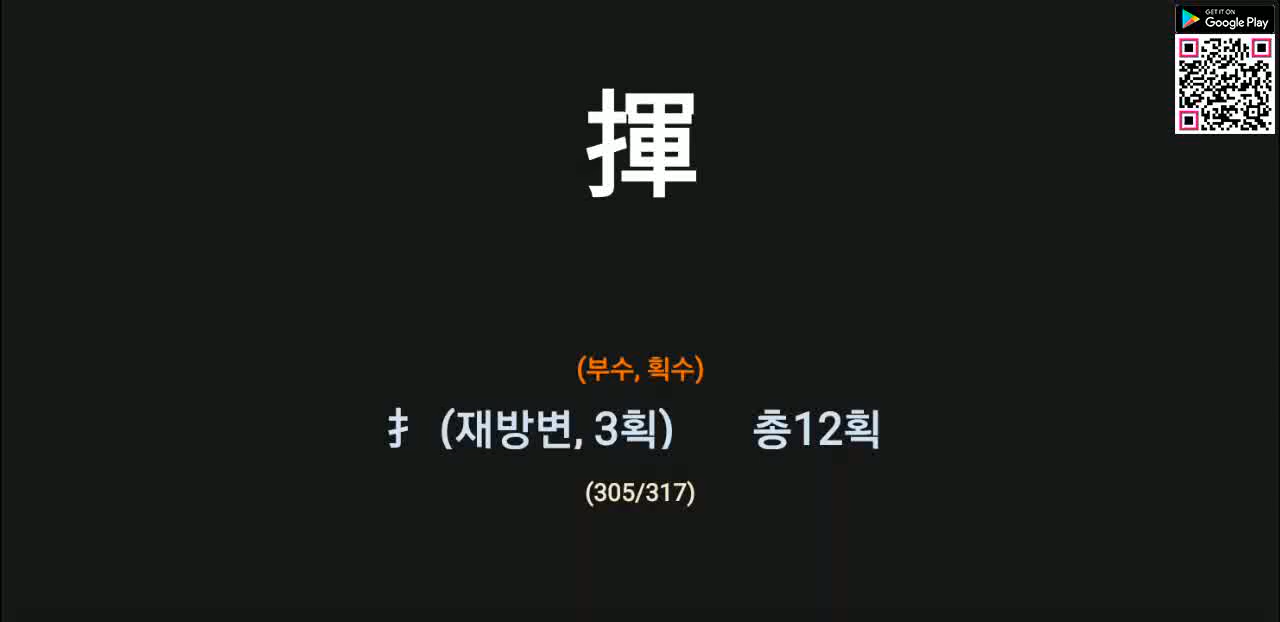 GET IT ON
Google Play
揮
(부수, 획수)
扌 (재방변, 3획) 총12획
(305/317)